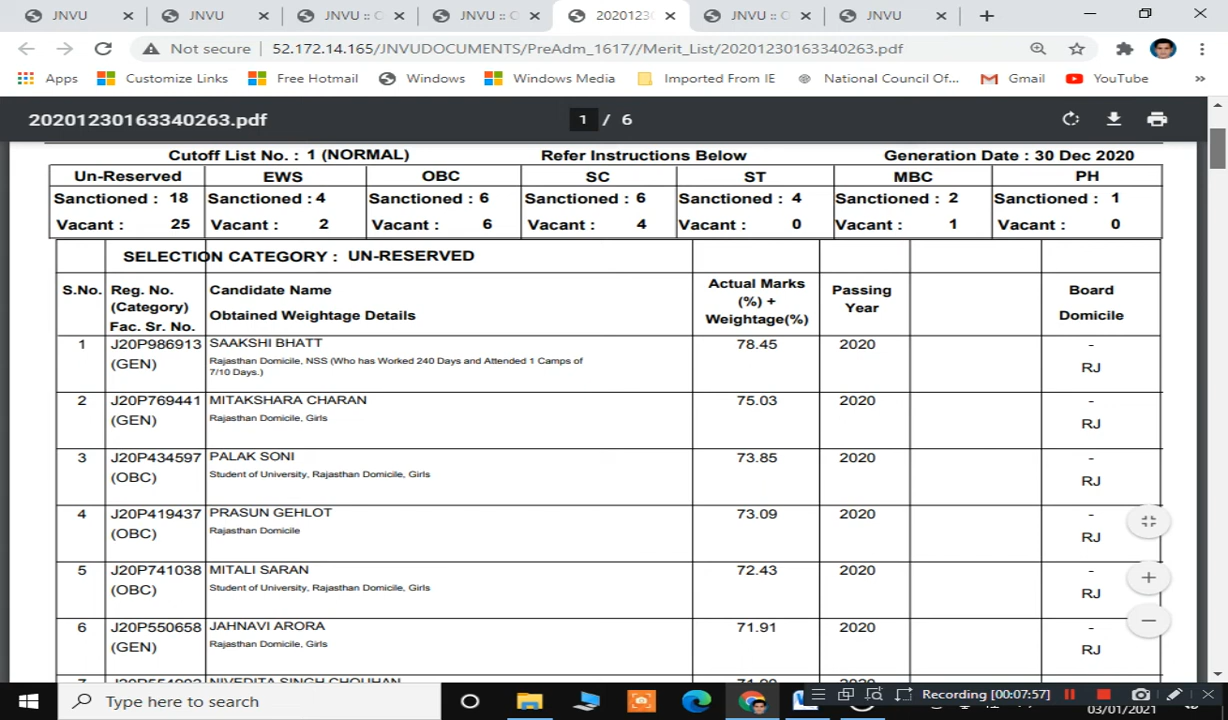 JNVU
JNVU
JNVU :: C
JNVU :: C
2020123
JNVU :: C
JNVU
Not secure
52.172.14.165/JNVUDOCUMENTS/PreAdm_1617//Merit_List/20201230163340263.pdf
Apps
Customize Links
Free Hotmail
Windows
Windows Media
Imported From IE
National Council Of...
Gmail
YouTube
»
20201230163340263.pdf
1 / 6
Cutoff List No. : 1 (NORMAL)
Refer Instructions Below
Generation Date : 30 Dec 2020
Un-Reserved EWS OBC SC ST MBC PH
Sanctioned : 18 Sanctioned : 4 Sanctioned : 6 Sanctioned : 6 Sanctioned : 4 Sanctioned : 2 Sanctioned : 1
Vacant : 25 Vacant : 2 Vacant : 6 Vacant : 4 Vacant : 0 Vacant : 1 Vacant : 0
SELECTION CATEGORY : UN-RESERVED
S.No.
Reg. No.
(Category)
Fac. Sr. No.
Candidate Name
Obtained Weightage Details
Actual Marks
(%) +
Weightage(%)
Passing
Year
Board
Domicile
1 J20P986913 SAAKSHI BHATT 78.45 2020 -
(GEN) Rajasthan Domicile, NSS (Who has Worked 240 Days and Attended 1 Camps of RJ
7/10 Days.)
2 J20P769441 MITAKSHARA CHARAN 75.03 2020 -
(GEN) Rajasthan Domicile, Girls RJ
3 J20P434597 PALAK SONI 73.85 2020 -
(OBC) Student of University, Rajasthan Domicile, Girls RJ
4 J20P419437 PRASUN GEHLOT 73.09 2020 -
(OBC) Rajasthan Domicile RJ
5 J20P741038 MITALI SARAN 72.43 2020 -
(OBC) Student of University, Rajasthan Domicile, Girls RJ
6 J20P550658 JAHNAVI ARORA 71.91 2020 -
(GEN) Rajasthan Domicile, Girls RJ
NIVEDITA SINGH CHOUHAN
Type here to search
Recording [00:07:57]
03/01/2021